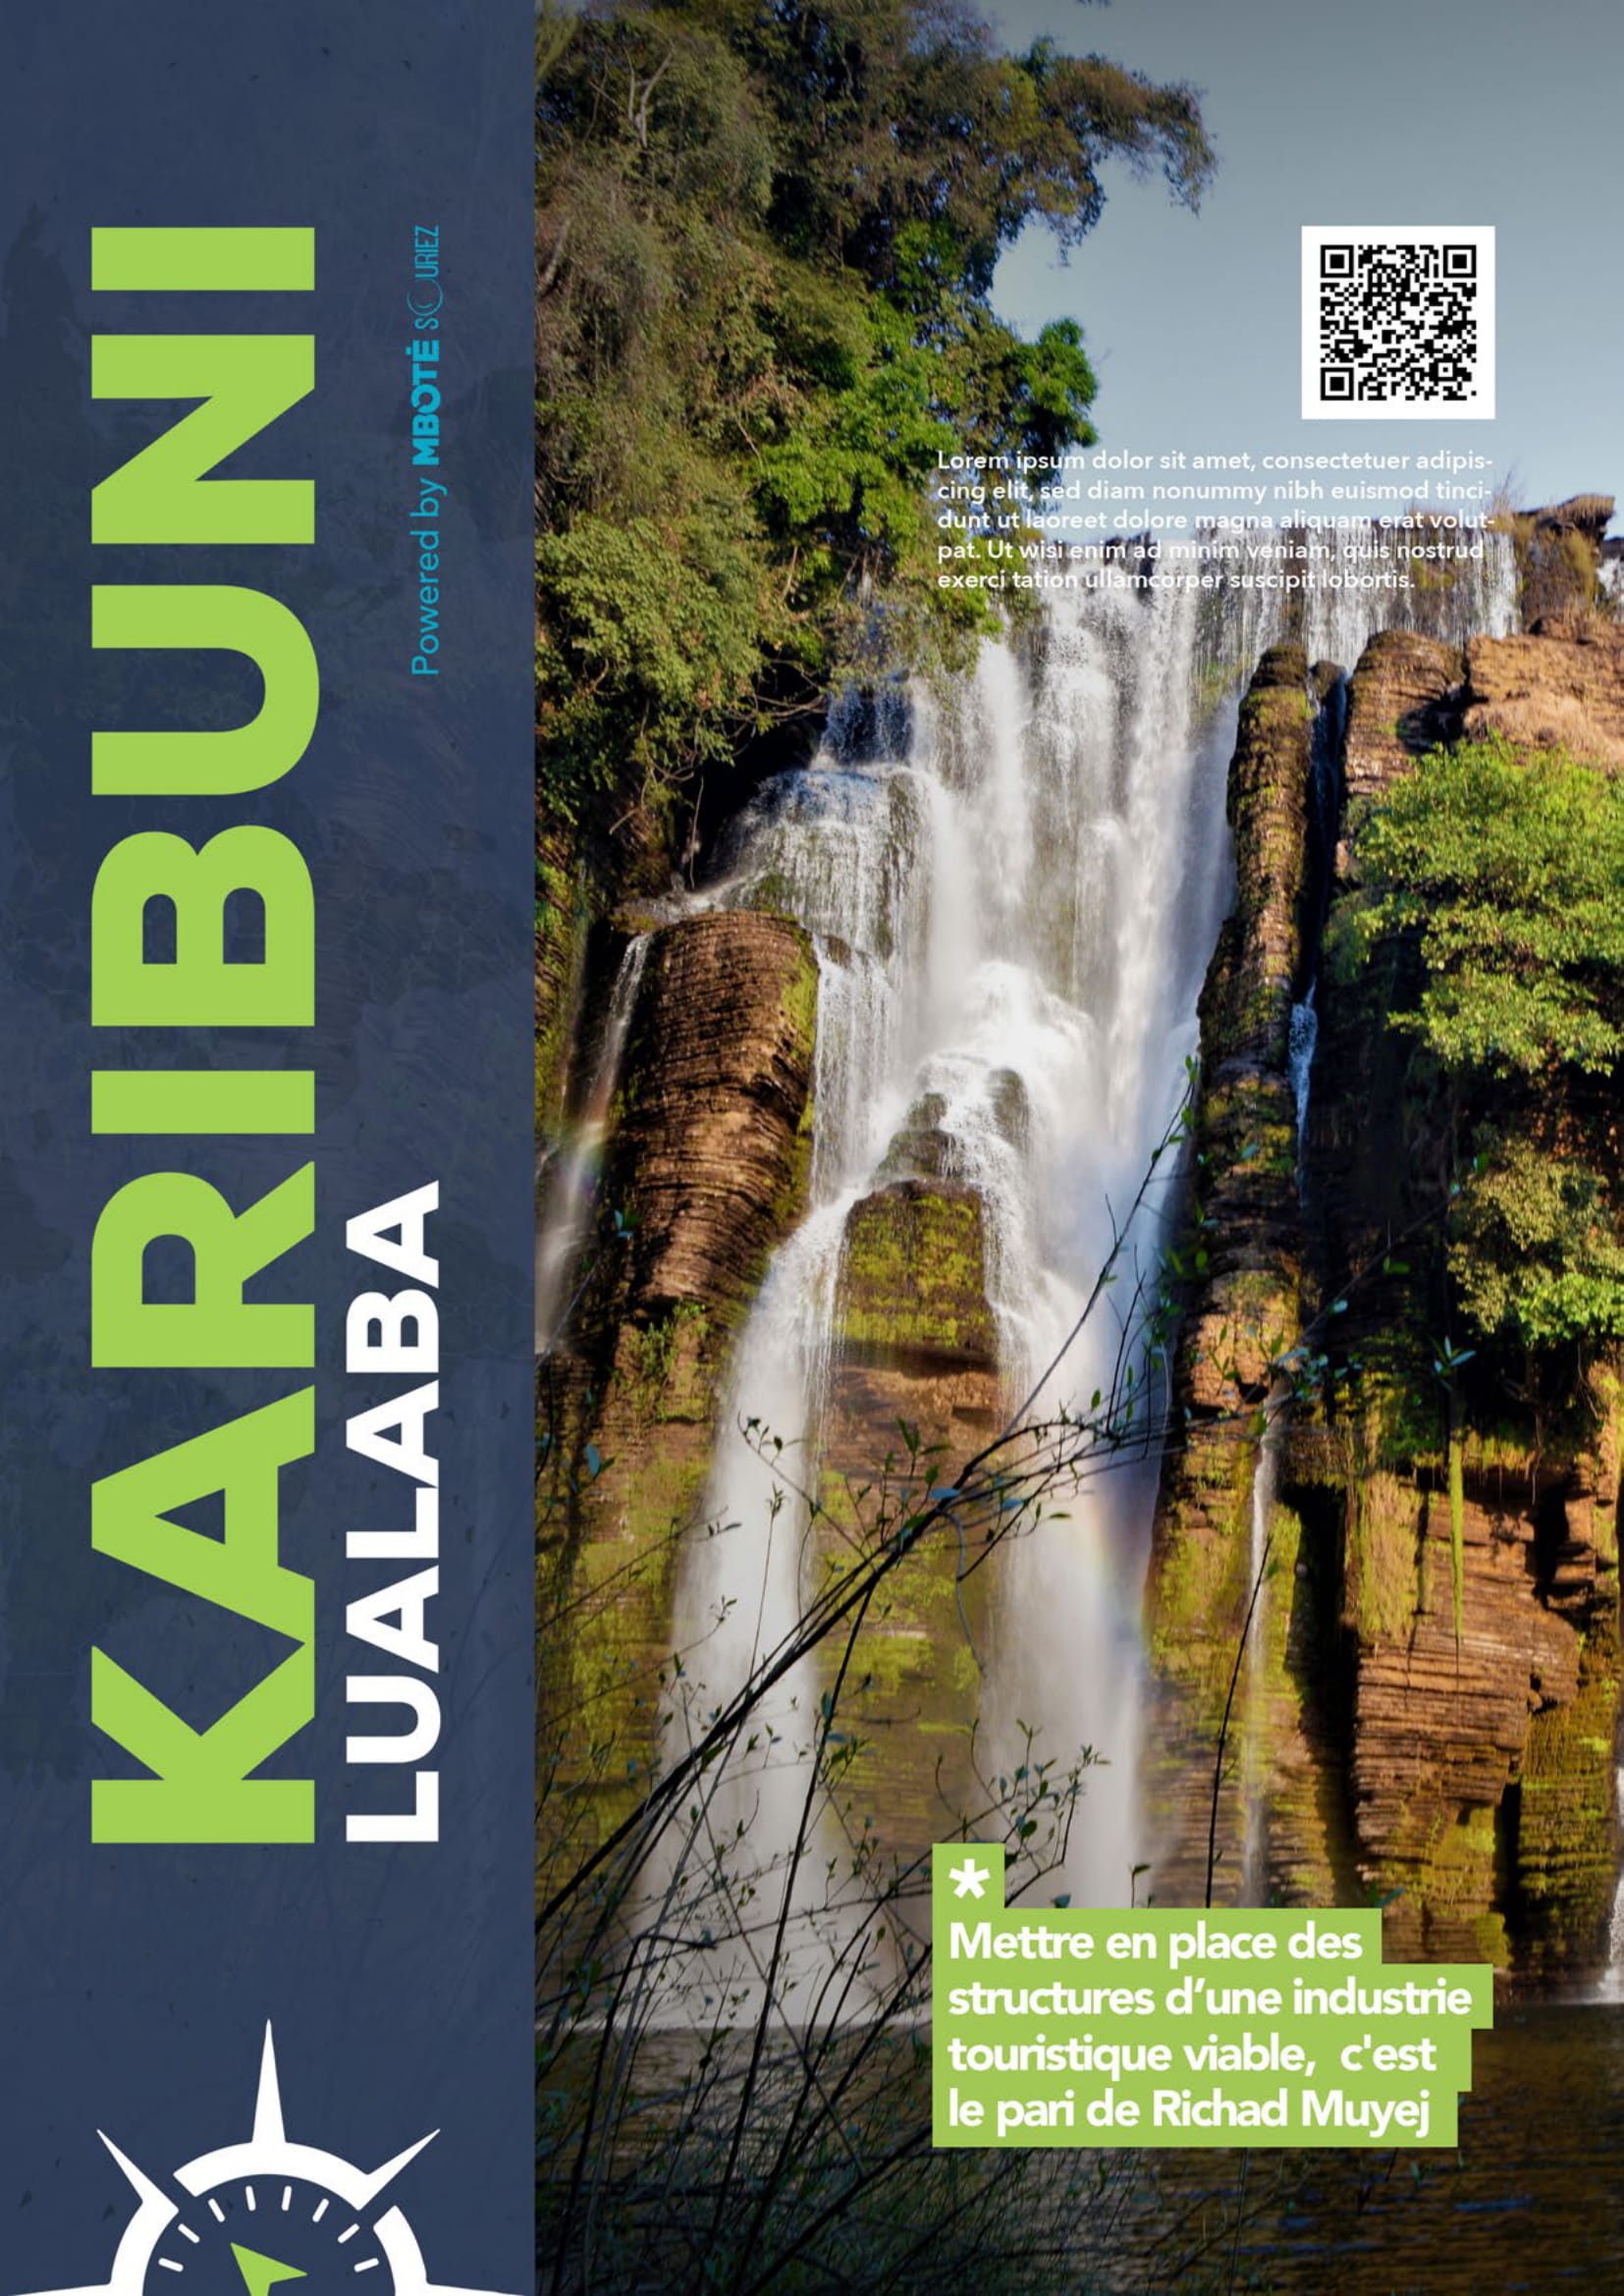 KARIBUNI
LUALABA
Powered by MBOTÉ SOURIEZ
Lorem ipsum dolor sit amet, consectetuer adipis-
cing elit, sed diam nonummy nibh euismod tinci-
dunt ut laoreet dolore magna aliquam erat volut-
pat. Ut wisi enim ad minim veniam, quis nostrud
exerci tation ullamcorper suscipit lobortis.
*
Mettre en place des
structures d’une industrie
touristique viable, c'est
le pari de Richad Muyej